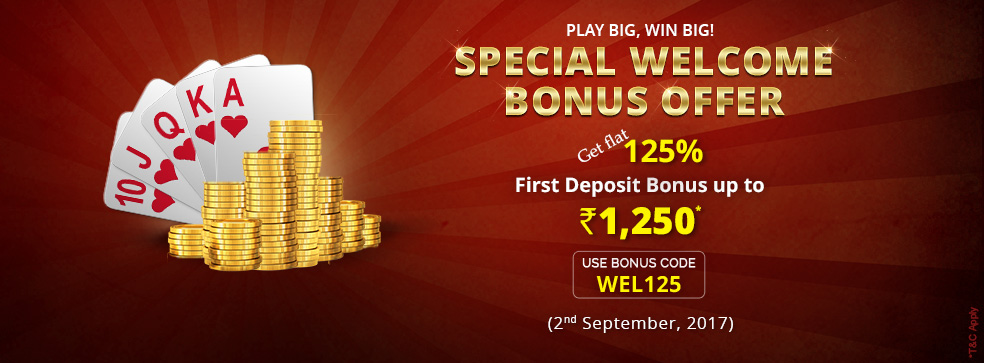 10
J
Q
K
A
PLAY BIG, WIN BIG!
SPECIAL WELCOME
BONUS OFFER
Get flat 125%
First Deposit Bonus up to
₹1,250*
USE BONUS CODE
WEL125
(2nd September, 2017)
*T&C Apply